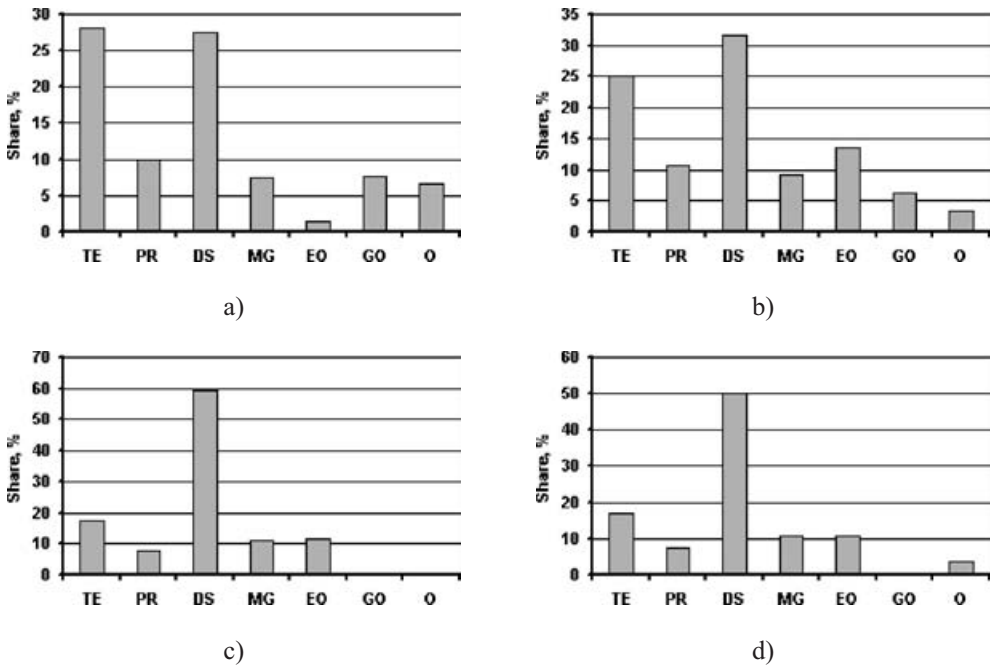 30
25
20
15
10
5
0
Share, %
TE PR DS MG EO GO O
a)
35
30
25
20
15
10
5
0
Share, %
TE PR DS MG EO GO O
b)
70
60
50
40
30
20
10
0
Share, %
TE PR DS MG EO GO O
c)
60
50
40
30
20
10
0
Share, %
TE PR DS MG EO GO O
d)